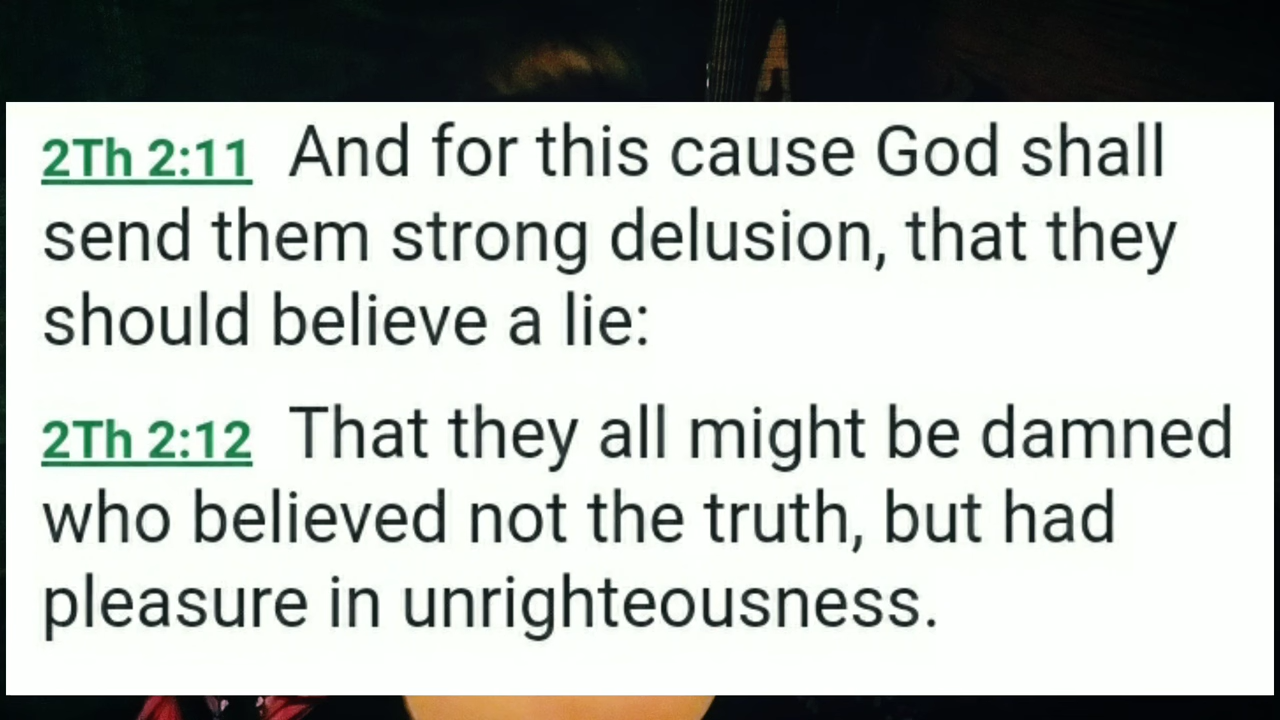 2Th 2:11 And for this cause God shall
send them strong delusion, that they
should believe a lie:
2Th 2:12 That they all might be damned
who believed not the truth, but had
pleasure in unrighteousness.